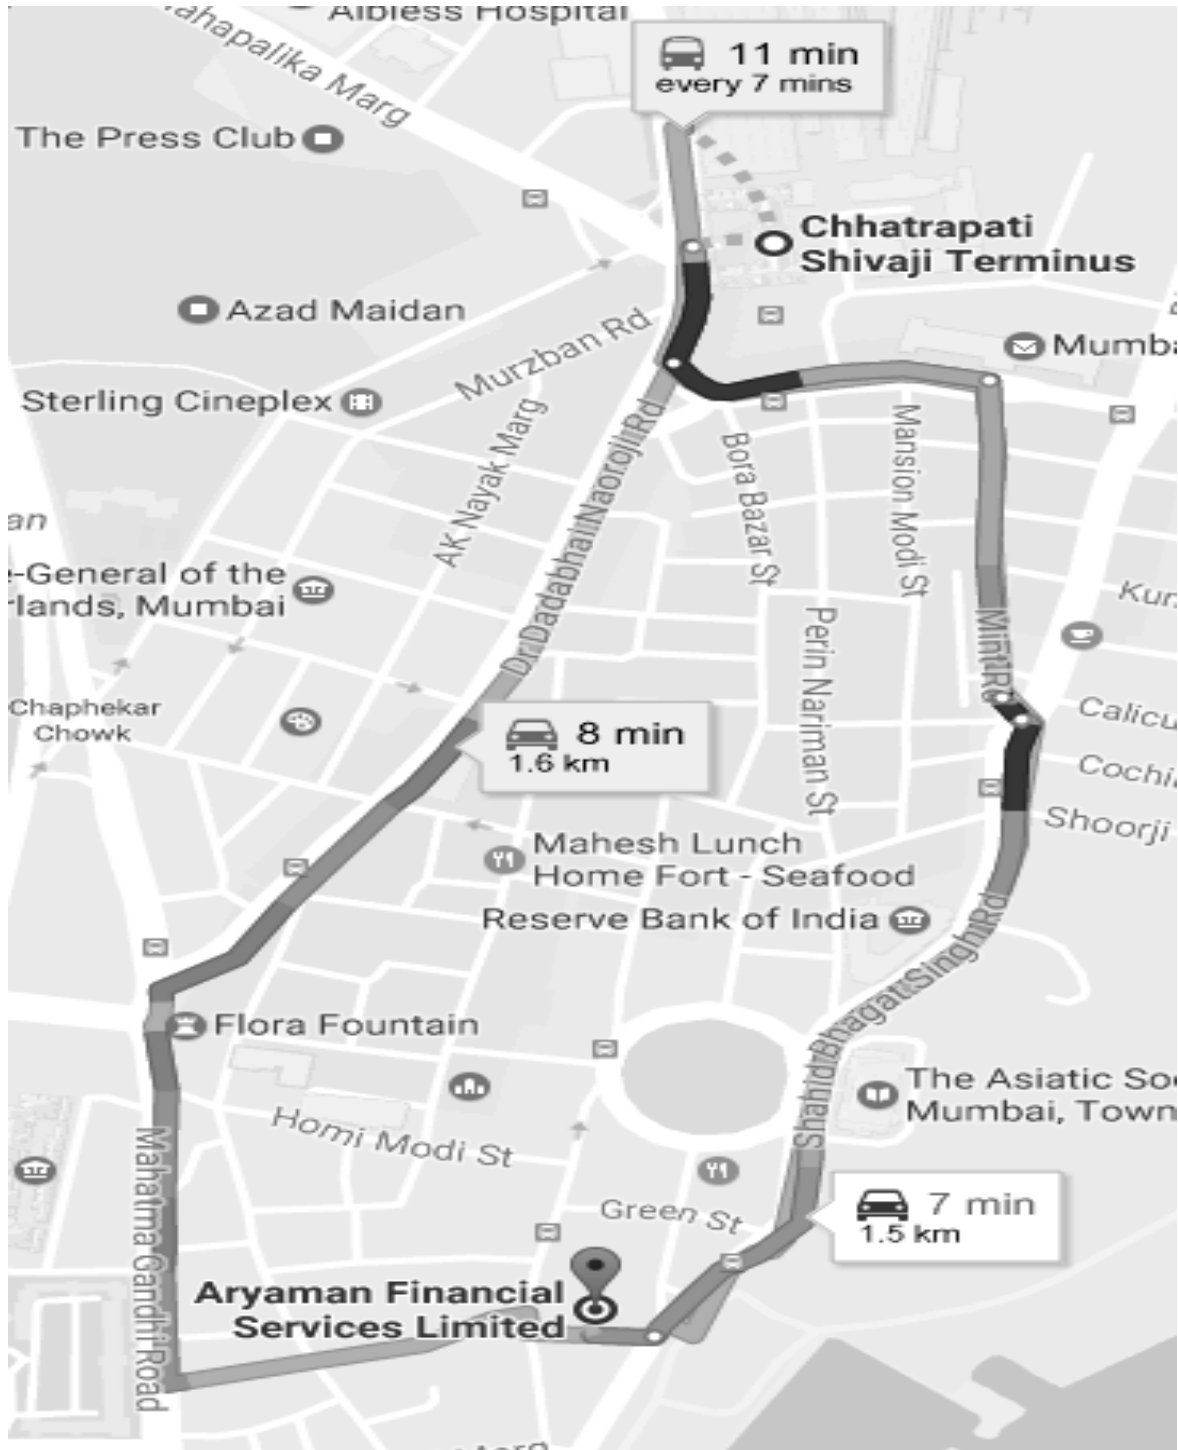 Albless Hospital
ahapalika Marg
11 min
every 7 mins
The Press Club
Chhatrapati
Shivaji Terminus
Azad Maidan
Murzban Rd
Mumba
Sterling Cineplex
AK Nayak Marg
Dr Dadabhai Naoroji Rd
Bora Bazar St
Mansion Modi St
an
e-General of the
rlands, Mumbai
Kur
Perin Nariman St
Mint R
Chaphekar
Chowk
Calicu
8 min
1.6 km
Cochi
Shoorji
Mahesh Lunch
Home Fort - Seafood
Reserve Bank of India
Shahid Bhagat Singh Rd
Flora Fountain
The Asiatic So
Mumbai, Town
Homi Modi St
Mahatma Gandhi Road
Green St
7 min
1.5 km
Aryaman Financial
Services Limited
Marg